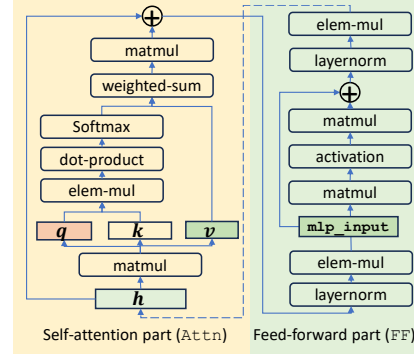 matmul
weighted-sum
Softmax
dot-product
elem-mul
q k v
matmul
h
Self-attention part (Attn)
elem-mul
layernorm
matmul
activation
matmul
mlp_input
elem-mul
layernorm
Feed-forward part (FF)